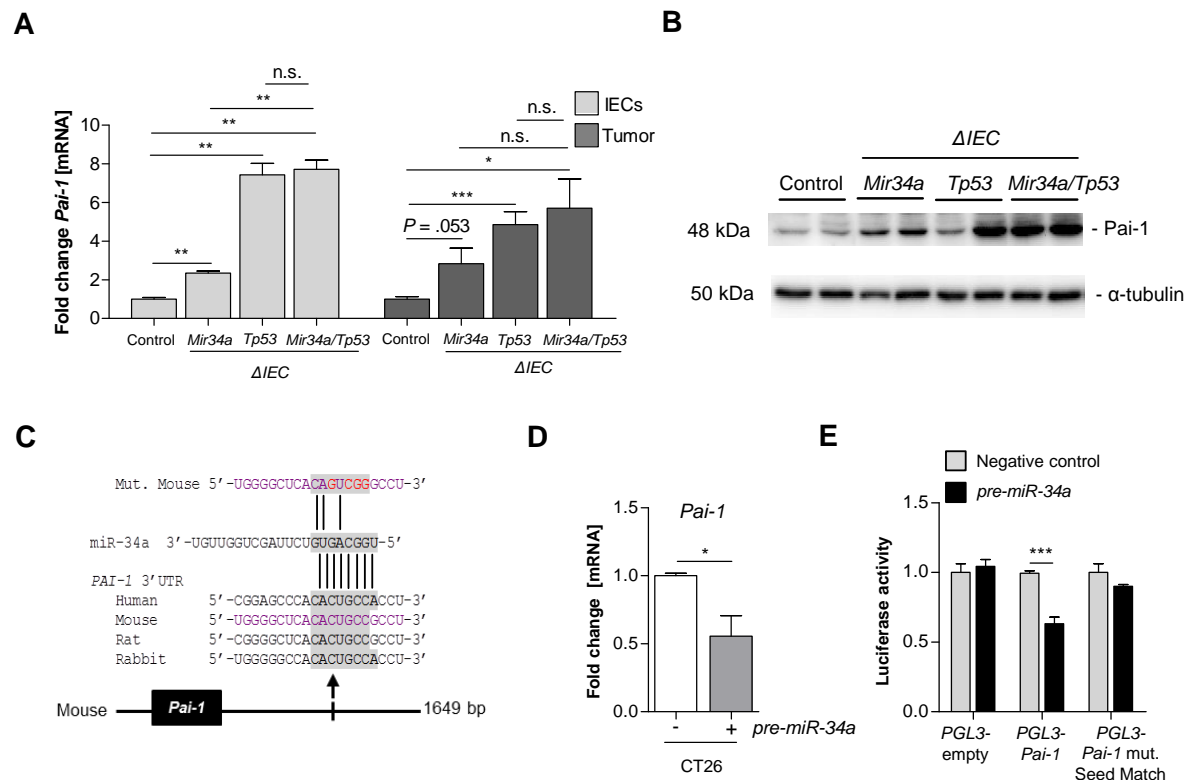 A
n.s.
**
**
**
**
n.s.
n.s.
*
***
P = .053
IECs
Tumor
Fold change Pai-1 [mRNA]
10
8
6
4
2
0
Control Mir34a Tp53 Mir34a/Tp53
ΔIEC
Control Mir34a Tp53 Mir34a/Tp53
ΔIEC
B
ΔIEC
Control Mir34a Tp53 Mir34a/Tp53
48 kDa - Pai-1
50 kDa - α-tubulin
C
Mut. Mouse 5’-UGGGGCUCACAGUCGGGCCU-3’
miR-34a 3’-UGUUGGUCGAUUCUGUGACGGU-5’
PAI-1 3’UTR
Human 5’-CGGAGCCCACACUGCCACCU-3’
Mouse 5’-UGGGGCUCACACUGCCGCCU-3’
Rat 5’-CGGGGCUCACACUGCCGCCU-3’
Rabbit 5’-UGGGGGCCACACUGCCACCU-3’
Mouse Pai-1 1649 bp
D
Pai-1
*
Fold change [mRNA]
1.5
1.0
0.5
0.0
- + pre-miR-34a
CT26
E
Negative control
pre-miR-34a
***
Luciferase activity
1.5
1.0
0.5
0.0
PGL3-
empty
PGL3-
Pai-1
PGL3-
Pai-1 mut.
Seed Match